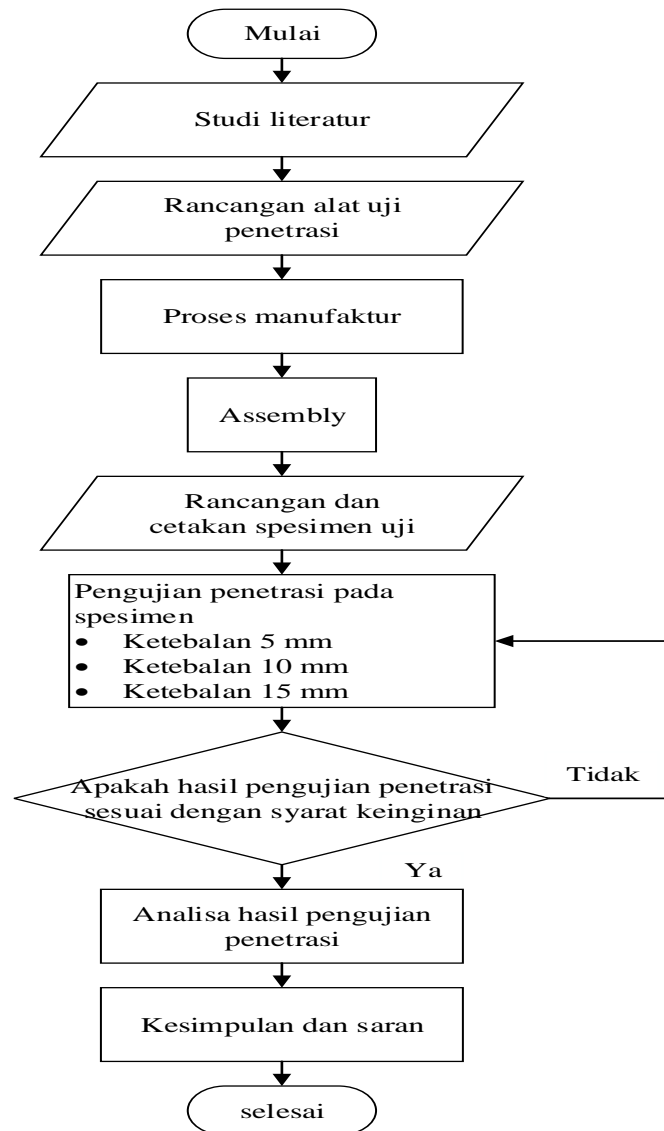 Mulai
Studi literatur
Rancangan alat uji
penetrasi
Proses manufaktur
Assembly
Rancangan dan
cetakan spesimen uji
Pengujian penetrasi pada
spesimen
• Ketebalan 5 mm
• Ketebalan 10 mm
• Ketebalan 15 mm
Apakah hasil pengujian penetrasi
sesuai dengan syarat keinginan
Tidak
Ya
Analisa hasil pengujian
penetrasi
Kesimpulan dan saran
selesai